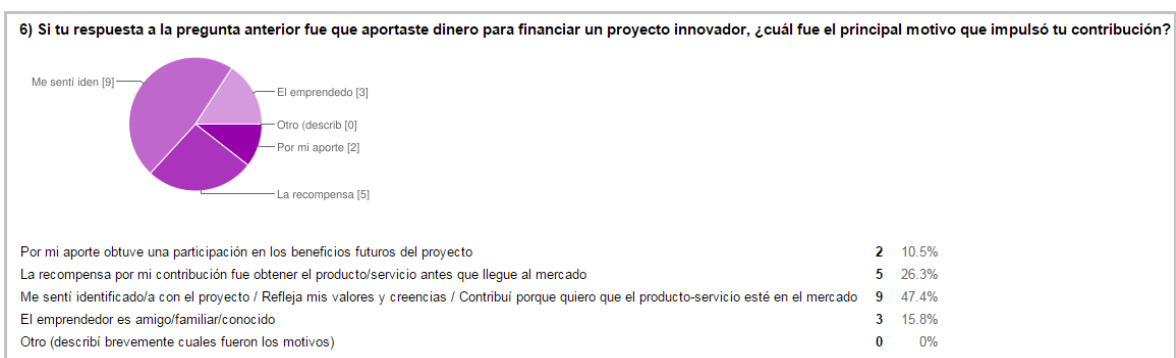 6) Si tu respuesta a la pregunta anterior fue que aportaste dinero para financiar un proyecto innovador, ¿cuál fue el principal motivo que impulsó tu contribución?
Me sentí iden [9]
El emprendedo [3]
Otro (describ [0]
Por mi aporte [2]
La recompensa [5]
Por mi aporte obtuve una participación en los beneficios futuros del proyecto 2 10.5%
La recompensa por mi contribución fue obtener el producto/servicio antes que llegue al mercado 5 26.3%
Me sentí identificado/a con el proyecto / Refleja mis valores y creencias / Contribuí porque quiero que el producto-servicio esté en el mercado 9 47.4%
El emprendedor es amigo/familiar/conocido 3 15.8%
Otro (describí brevemente cuales fueron los motivos) 0 0%